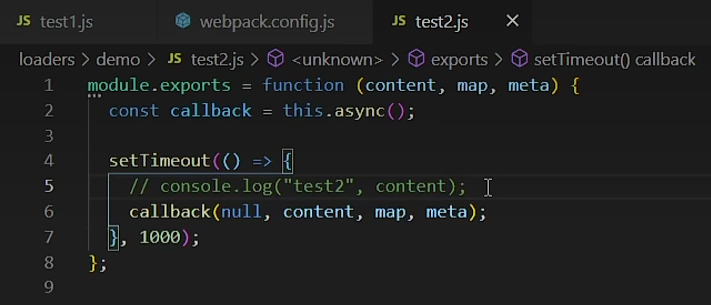 JS test1.js webpack.config.js JS test2.js ×
loaders > demo > JS test2.js > <unknown> > exports > setTimeout() callback
1 module.exports = function (content, map, meta) {
2   const callback = this.async();
3
4   setTimeout(() => {
5     // console.log("test2", content);
6     callback(null, content, map, meta);
7   }, 1000);
8 };
9